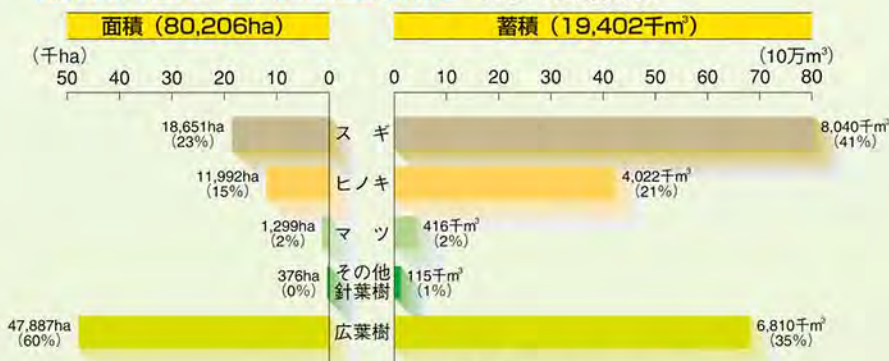 面積（80,206ha）
蓄積（19,402千㎥）
（千ha）
50 40 30 20 10 0
（10万㎥）
0 10 20 30 40 50 60 70 80
18,651ha
（23%）
スギ
8,040千㎥
（41%）
11,992ha
（15%）
ヒノキ
4,022千㎥
（21%）
1,299ha
（2%）
マツ
416千㎥
（2%）
376ha
（0%）
その他
針葉樹
115千㎥
（1%）
47,887ha
（60%）
広葉樹
6,810千㎥
（35%）